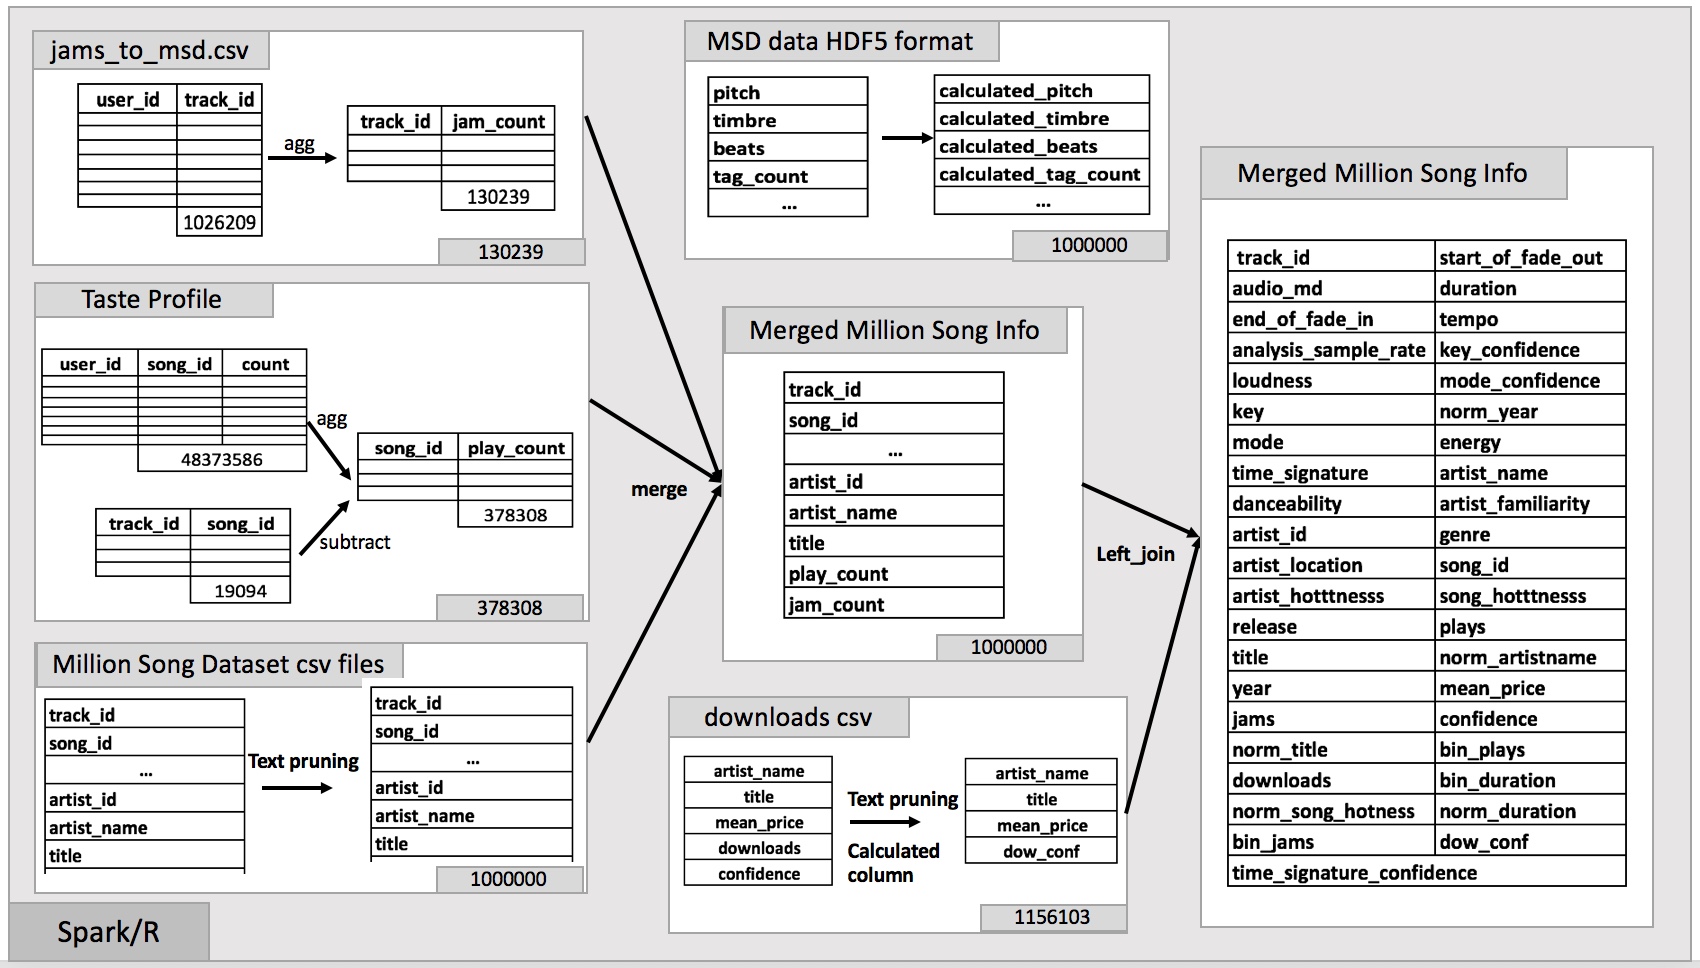 jams_to_msd.csv
user_id track_id
1026209
agg
track_id jam_count
130239
130239
Taste Profile
user_id song_id count
48373586
agg
track_id song_id
19094
subtract
song_id play_count
378308
378308
Million Song Dataset csv files
track_id
song_id
...
artist_id
artist_name
title
Text pruning
track_id
song_id
...
artist_id
artist_name
title
1000000
Spark/R
MSD data HDF5 format
pitch
timbre
beats
tag_count
...
calculated_pitch
calculated_timbre
calculated_beats
calculated_tag_count
...
1000000
merge
Merged Million Song Info
track_id
song_id
...
artist_id
artist_name
title
play_count
jam_count
1000000
downloads csv
artist_name
title
mean_price
downloads
confidence
Text pruning
Calculated
column
artist_name
title
mean_price
dow_conf
1156103
Left_join
Merged Million Song Info
track_id start_of_fade_out
audio_md duration
end_of_fade_in tempo
analysis_sample_rate key_confidence
loudness mode_confidence
key norm_year
mode energy
time_signature artist_name
danceability artist_familiarity
artist_id genre
artist_location song_id
artist_hotttnesss song_hotttnesss
release plays
title norm_artistname
year mean_price
jams confidence
norm_title bin_plays
downloads bin_duration
norm_song_hotness norm_duration
bin_jams dow_conf
time_signature_confidence